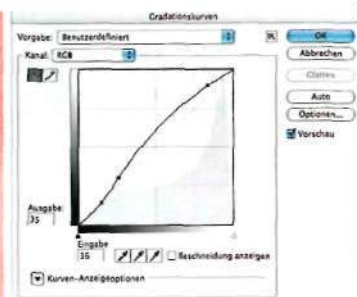 Gradationskurven
Vorgabe: Benutzerdefiniert
OK
Kanal: RGB
Abbrechen
Glätten
Auto
Optionen...
Vorschau
Ausgabe:
35
Eingabe
36
Beschneidung anzeigen
Kurven-Anzeigeoptionen